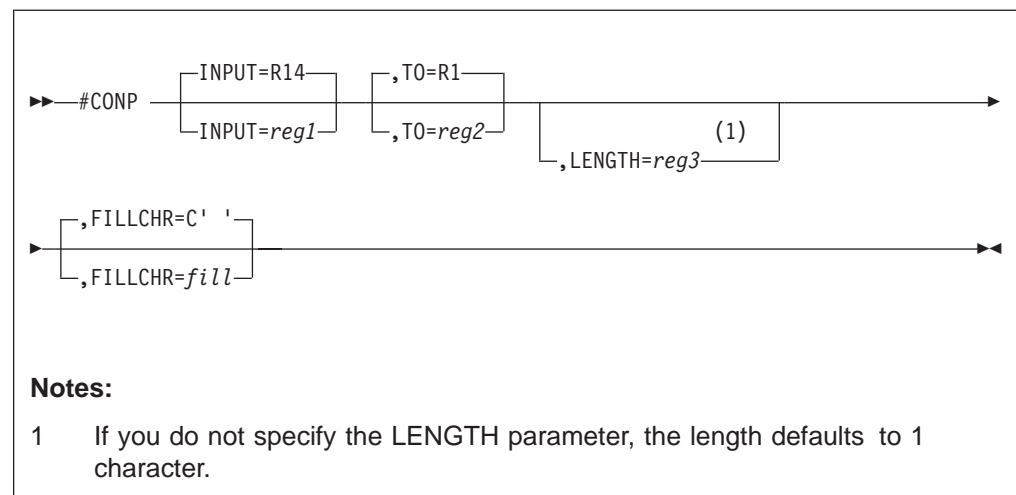 INPUT=R14 ,TO=R1
#CONP
INPUT=reg1 ,TO=reg2 (1)
,LENGTH=reg3
,FILLCHR=C' '
,FILLCHR=fill
Notes:
1 If you do not specify the LENGTH parameter, the length defaults to 1
character.